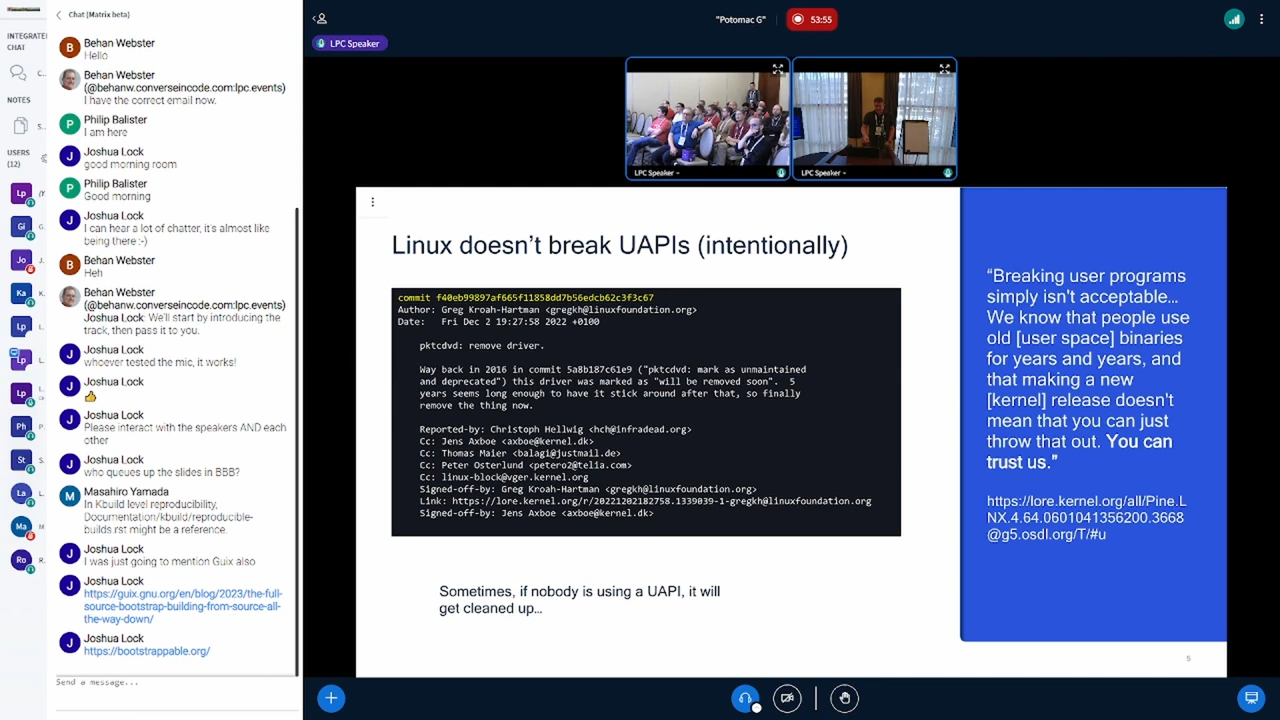 INTEGRATE
CHAT
C..
NOTES
S..
USERS
(12)
Lp
Gi
G.
Jo
Ka
K.
Lp
L.
Lp
L.
Lp
L.
Ph
P.
St
S.
La
L.
Ma
Ro
R.
Chat [Matrix beta]
B
Behan Webster
Hello
Behan Webster
(@behanw.converseincode.com:lpc.events)
I have the correct email now.
P
Philip Balister
I am here
J
Joshua Lock
good morning room
P
Philip Balister
Good morning
J
Joshua Lock
I can hear a lot of chatter, it's almost like
being there :-)
B
Behan Webster
Heh
Behan Webster
(@behanw.converseincode.com:lpc.events)
Joshua Lock: We'll start by introducing the
track, then pass it to you.
J
Joshua Lock
whoever tested the mic, it works!
J
Joshua Lock
👍
J
Joshua Lock
Please interact with the speakers AND each
other
J
Joshua Lock
who queues up the slides in BBB?
M
Masahiro Yamada
In Kbuild level reproducibility,
Documentation/kbuild/reproducible-
builds.rst might be a reference.
J
Joshua Lock
I was just going to mention Guix also
J
Joshua Lock
https://guix.gnu.org/en/blog/2023/the-full-
source-bootstrap-building-from-source-all-
the-way-down/
J
Joshua Lock
https://bootstrappable.org/
Send a message...
"Potomac G"
53:55
LPC Speaker
LPC Speaker
LPC Speaker
Linux doesn't break UAPIs (intentionally)
commit f40eb99897af665f11858dd7b56edcb62c3f3c67
Author: Greg Kroah-Hartman <gregkh@linuxfoundation.org>
Date: Fri Dec 2 19:27:58 2022 +0100
pktcdvd: remove driver.
Way back in 2016 in commit 5a8b187c61e9 ("pktcdvd: mark as unmaintained
and deprecated") this driver was marked as "will be removed soon". 5
years seems long enough to have it stick around after that, so finally
remove the thing now.
Reported-by: Christoph Hellwig <hch@infradead.org>
Cc: Jens Axboe <axboe@kernel.dk>
Cc: Thomas Maier <balagi@justmail.de>
Cc: Peter Osterlund <petero2@telia.com>
Cc: linux-block@vger.kernel.org
Signed-off-by: Greg Kroah-Hartman <gregkh@linuxfoundation.org>
Link: https://lore.kernel.org/r/20221202182758.1339039-1-gregkh@linuxfoundation.org
Signed-off-by: Jens Axboe <axboe@kernel.dk>
Sometimes, if nobody is using a UAPI, it will
get cleaned up…
"Breaking user programs
simply isn't acceptable…
We know that people use
old [user space] binaries
for years and years, and
that making a new
[kernel] release doesn't
mean that you can just
throw that out. You can
trust us."
https://lore.kernel.org/all/Pine.L
NX.4.64.0601041356200.3668
@g5.osdl.org/T/#u
5